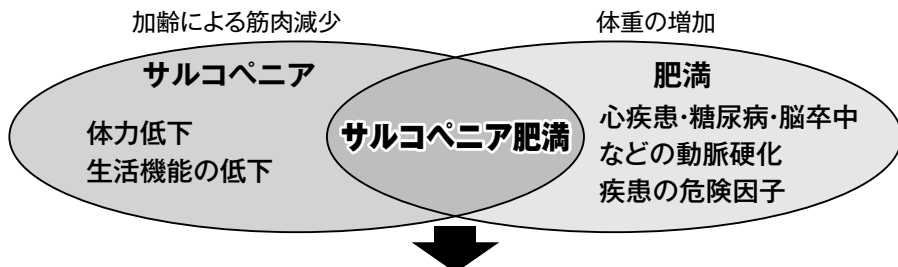 加齢による筋肉減少
体重の増加
サルコペニア
体力低下
生活機能の低下
サルコペニア肥満
肥満
心疾患・糖尿病・脳卒中
などの動脈硬化
疾患の危険因子